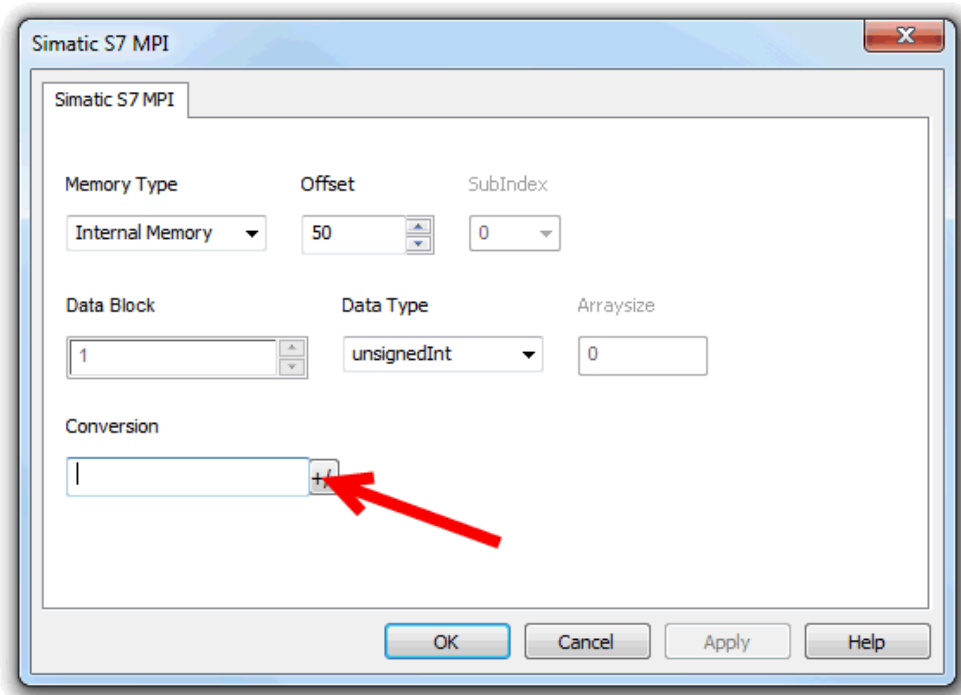 Simatic S7 MPI
Simatic S7 MPI
Memory Type Offset SubIndex
Internal Memory 50 0
Data Block Data Type Arraysize
1 unsignedInt 0
Conversion
+/
OK Cancel Apply Help